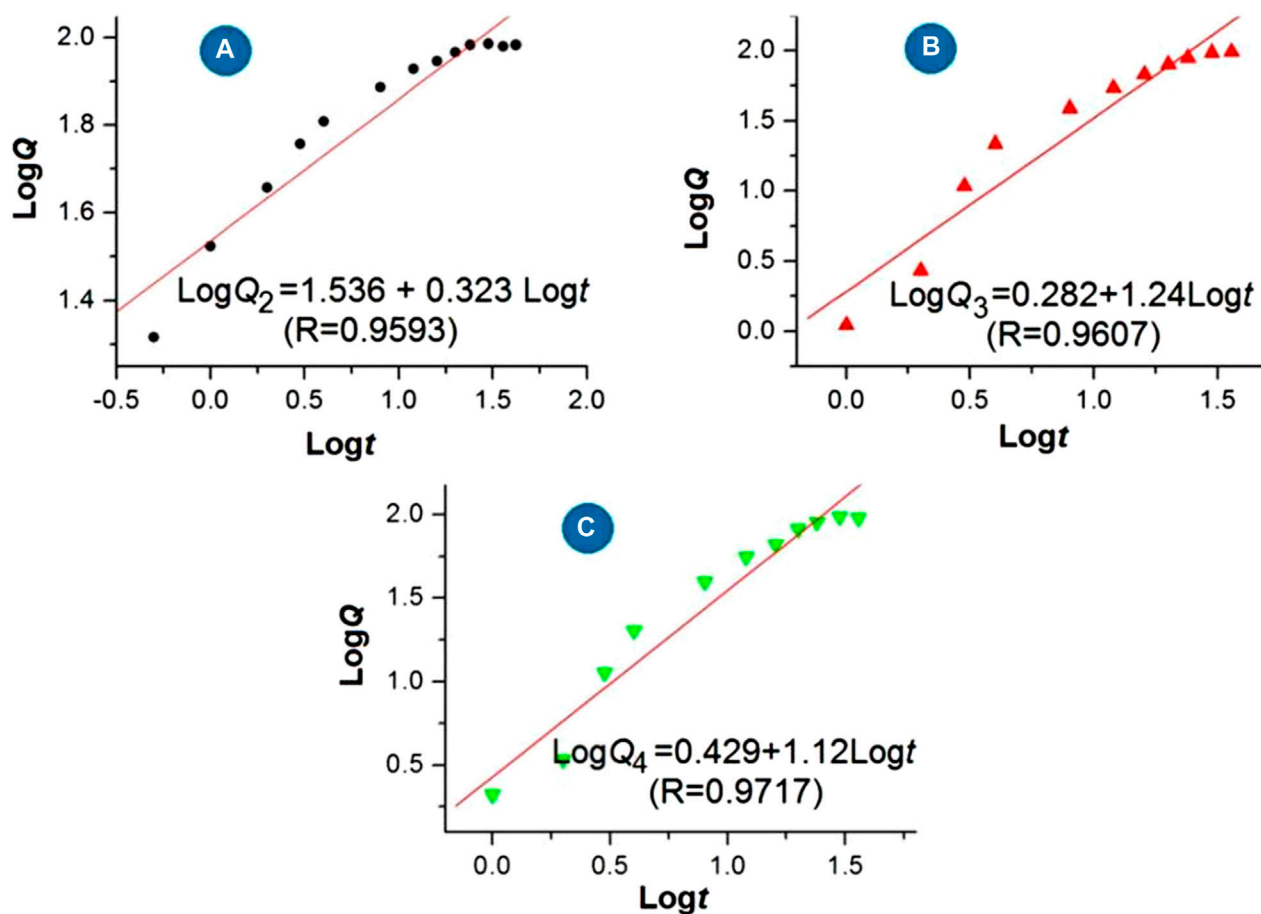 A
LogQ
2.0
1.8
1.6
1.4
LogQ2=1.536 + 0.323 Logt
(R=0.9593)
-0.5 0.0 0.5 1.0 1.5 2.0
Logt
B
LogQ
2.0
1.5
1.0
0.5
0.0
LogQ3=0.282+1.24Logt
(R=0.9607)
0.0 0.5 1.0 1.5
Logt
C
LogQ
2.0
1.5
1.0
0.5
LogQ4=0.429+1.12Logt
(R=0.9717)
0.0 0.5 1.0 1.5
Logt